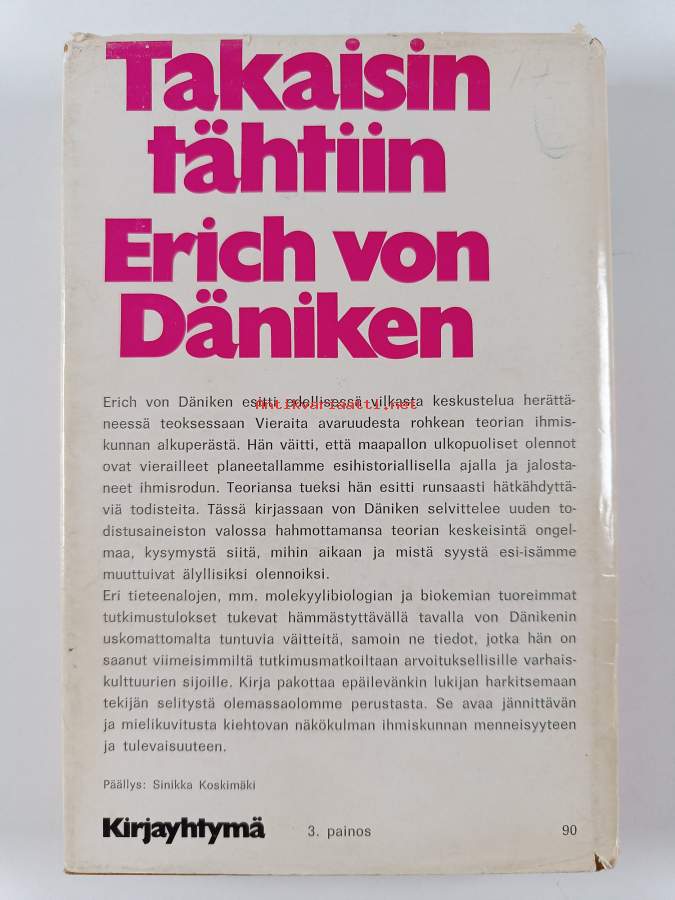 Takaisin
tähtiin
Erich von
Däniken
Erich von Däniken esitti edellisessä vilkasta keskustelua herättä-
Antikvariaatti.net
neessä teoksessaan Vieraita avaruudesta rohkean teorian ihmis-
kunnan alkuperästä. Hän väitti, että maapallon ulkopuoliset olennot
ovat vierailleet planeetallamme esihistoriallisella ajalla ja jalosta-
neet ihmisrodun. Teoriansa tueksi hän esitti runsaasti hätkähdyttä-
viä todisteita. Tässä kirjassaan von Däniken selvittelee uuden to-
distusaineiston valossa hahmottamansa teorian keskeisintä ongel-
maa, kysymystä siitä, mihin aikaan ja mistä syystä esi-isämme
muuttuivat älyllisiksi olennoiksi.
Eri tieteenalojen, mm. molekyylibiologian ja biokemian tuoreimmat
tutkimustulokset tukevat hämmästyttävällä tavalla von Dänikenin
uskomattomalta tuntuvia väitteitä, samoin ne tiedot, jotka hän on
saanut viimeisimmiltä tutkimusmatkoiltaan arvoituksellisille varhais-
kulttuurien sijoille. Kirja pakottaa epäilevänkin lukijan harkitsemaan
tekijän selitystä olemassaolomme perustasta. Se avaa jännittävän
ja mielikuvitusta kiehtovan näkökulman ihmiskunnan menneisyyteen
ja tulevaisuuteen.
Päällys: Sinikka Koskimäki
Kirjayhtymä 3. painos 90